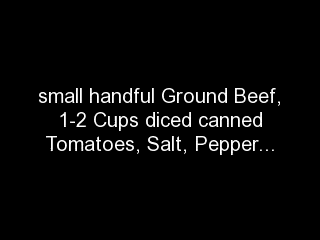 small handful Ground Beef,
1-2 Cups diced canned
Tomatoes, Salt, Pepper...